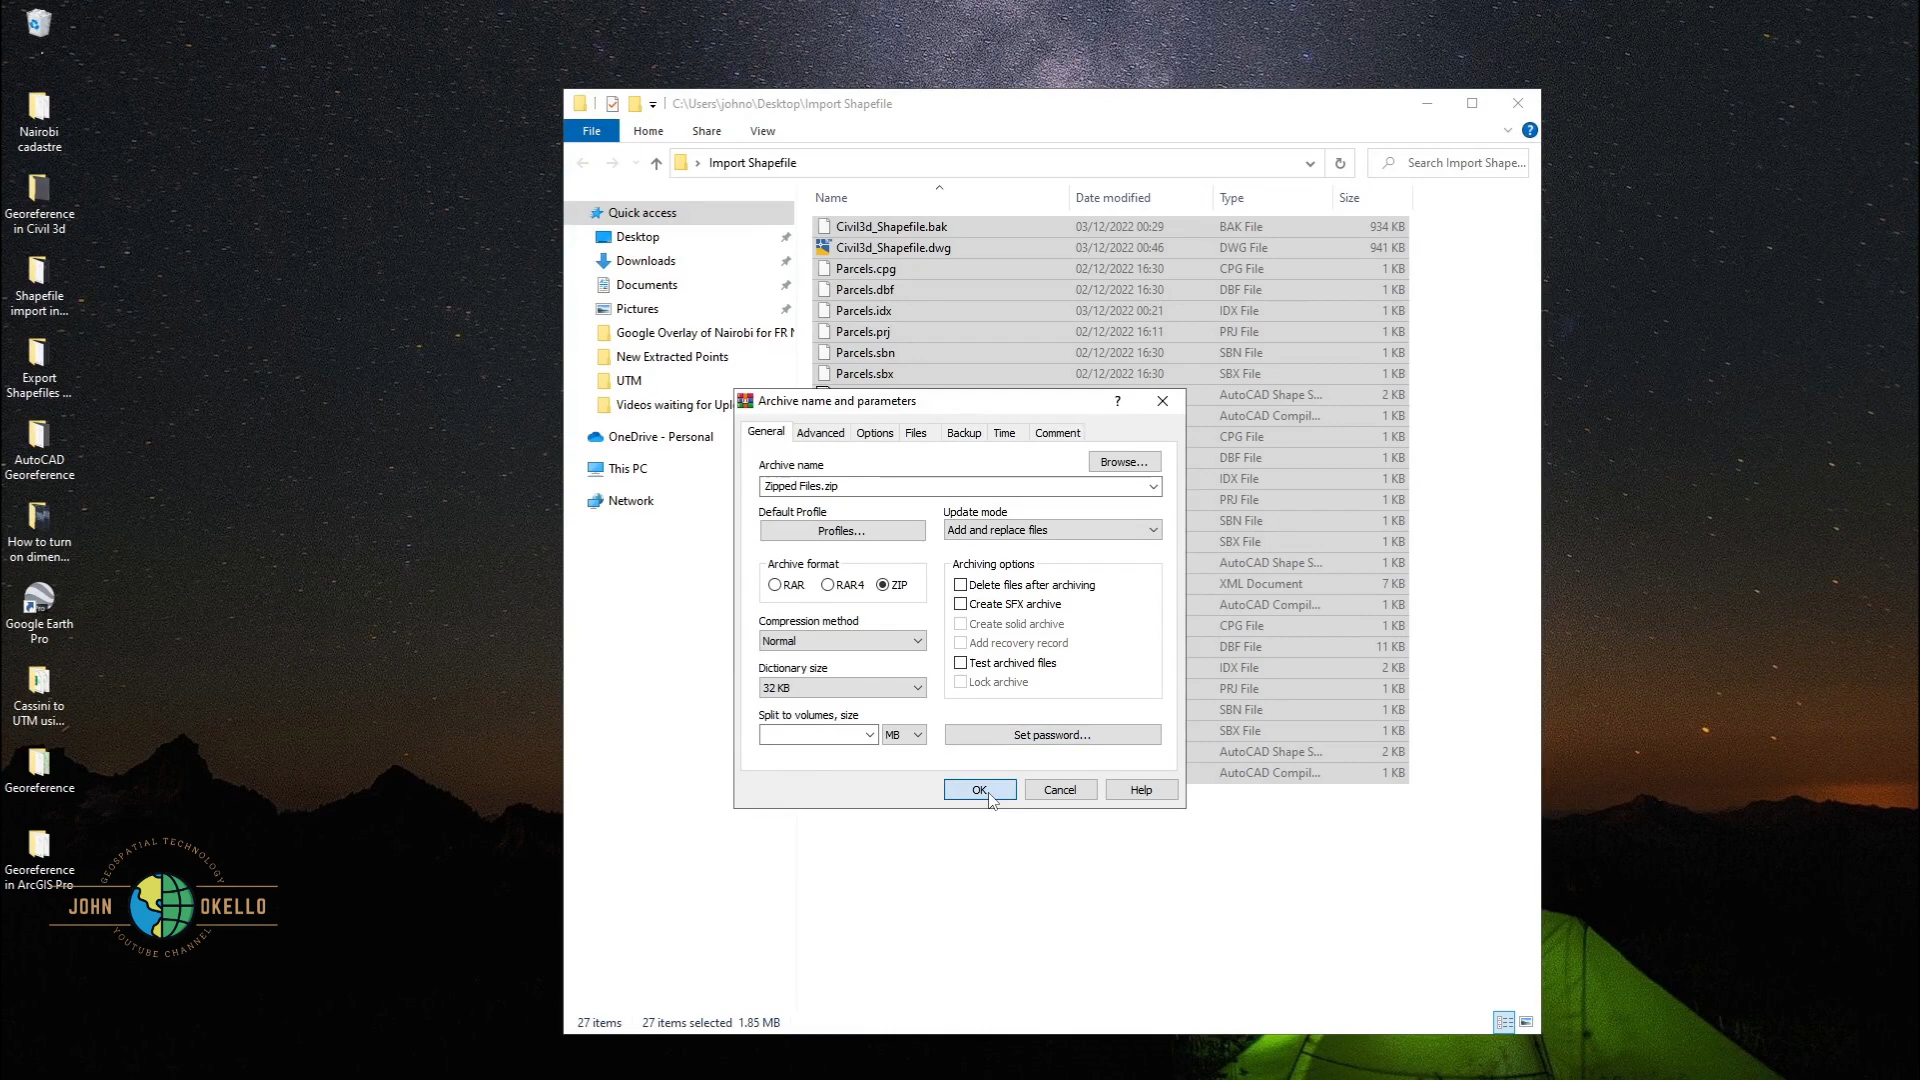 Nairobi
cadastre
Georeference
in Civil 3d
Shapefile
import in...
Export
Shapefiles ...
AutoCAD
Georeference
How to turn
on dimen...
Google Earth
Pro
Cassini to
UTM usi...
Georeference
Georeference
in ArcGIS Pro
GEOSPATIAL TECHNOLOGY
JOHN OKELLO
YOUTUBE CHANNEL
C:\Users\johno\Desktop\Import Shapefile
File Home Share View
Import Shapefile
Search Import Shape...
Name Date modified Type Size
Quick access
Desktop
Downloads
Documents
Pictures
Google Overlay of Nairobi for FR N
New Extracted Points
UTM
Videos waiting for Upl
OneDrive - Personal
This PC
Network
Civil3d_Shapefile.bak 03/12/2022 00:29 BAK File 934 KB
Civil3d_Shapefile.dwg 03/12/2022 00:46 DWG File 941 KB
Parcels.cpg 02/12/2022 16:30 CPG File 1 KB
Parcels.dbf 02/12/2022 16:30 DBF File 1 KB
Parcels.idx 03/12/2022 00:21 IDX File 1 KB
Parcels.prj 02/12/2022 16:11 PRJ File 1 KB
Parcels.sbn 02/12/2022 16:30 SBN File 1 KB
Parcels.sbx 02/12/2022 16:30 SBX File 1 KB
AutoCAD Shape S... 2 KB
AutoCAD Compil... 1 KB
CPG File 1 KB
DBF File 1 KB
IDX File 1 KB
PRJ File 1 KB
SBN File 1 KB
SBX File 1 KB
AutoCAD Shape S... 1 KB
XML Document 7 KB
AutoCAD Compil... 1 KB
CPG File 1 KB
DBF File 11 KB
IDX File 2 KB
PRJ File 1 KB
SBN File 1 KB
SBX File 1 KB
AutoCAD Shape S... 2 KB
AutoCAD Compil... 1 KB
Archive name and parameters
General Advanced Options Files Backup Time Comment
Archive name
Browse...
Zipped Files.zip
Default Profile
Profiles...
Update mode
Add and replace files
Archive format
RAR RAR4 ZIP
Compression method
Normal
Dictionary size
32 KB
Split to volumes, size
MB
Archiving options
Delete files after archiving
Create SFX archive
Create solid archive
Add recovery record
Test archived files
Lock archive
Set password...
OK Cancel Help
27 items 27 items selected 1.85 MB